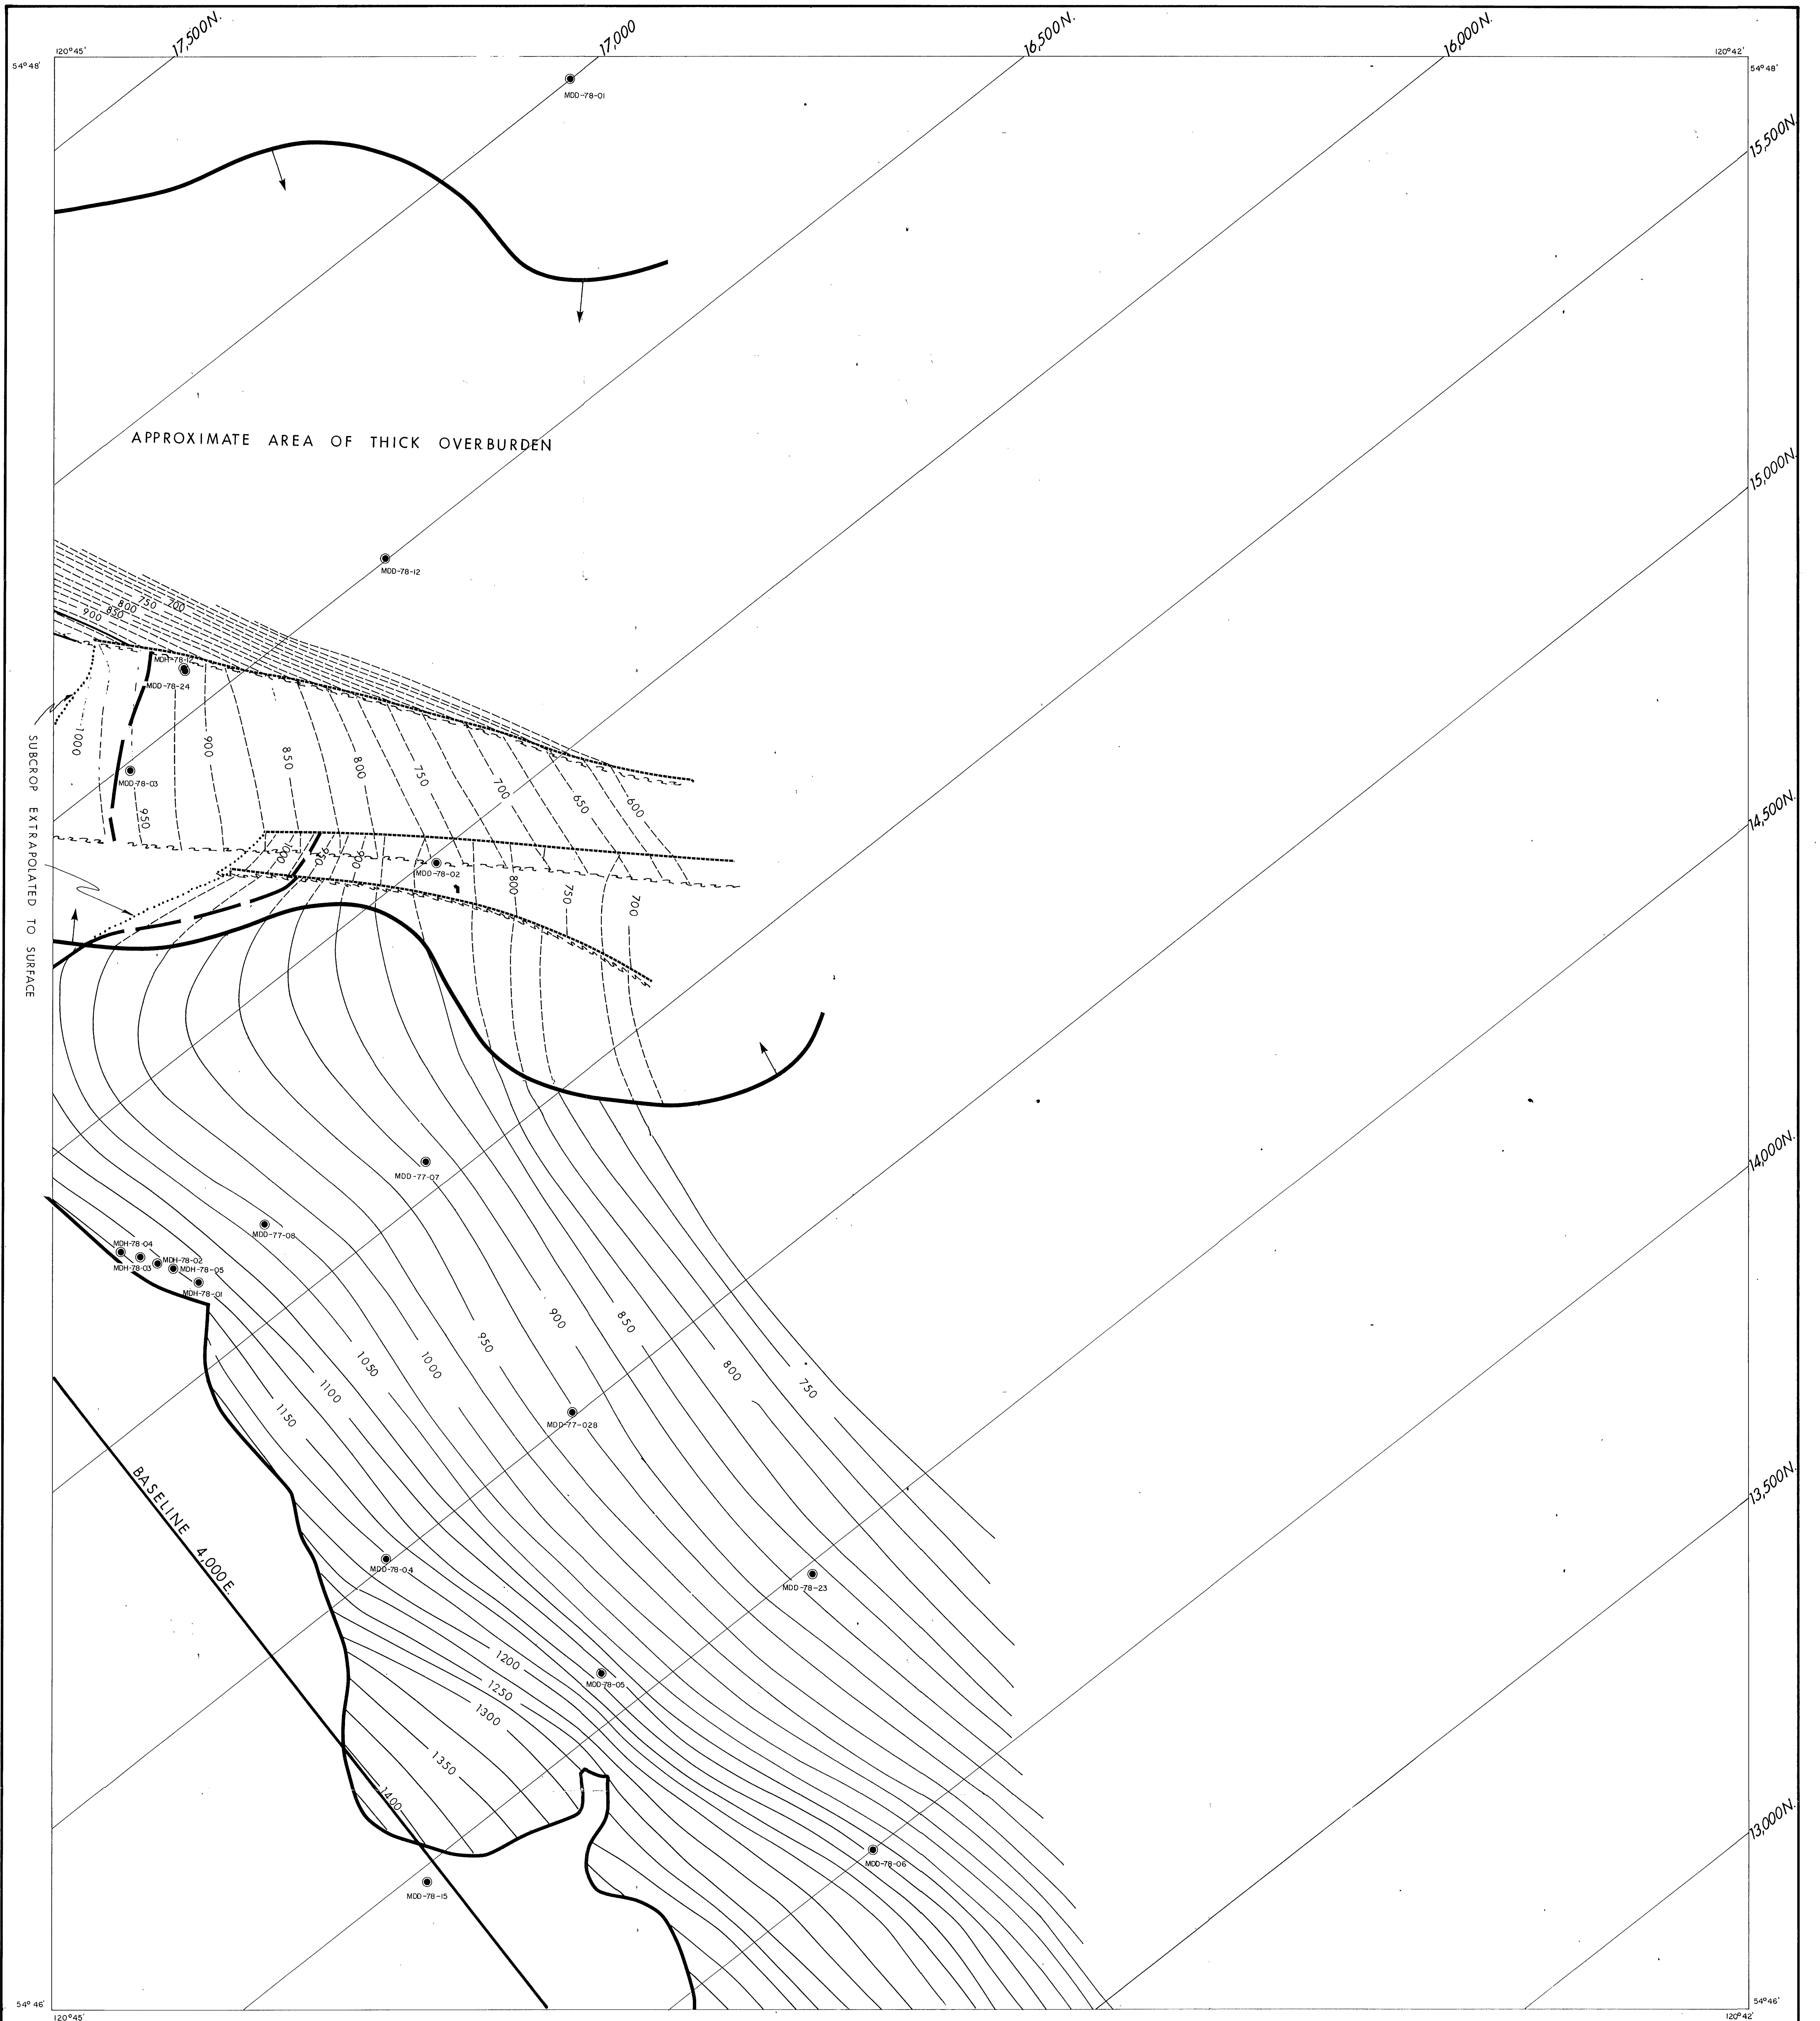 17,500N.
17,000
16,500N.
16,000N.
120°45'
120°42'
54°48'
54°48'
MDD-78-01
15,500N.
APPROXIMATE AREA OF THICK OVERBURDEN
15,000N.
MDD-78-12
700
750
800
850
900
MDH-78-12
MDD-78-24
1000
900
850
800
750
700
650
600
MDD-78-03
950
SUBCROP EXTRAPOLATED TO SURFACE
14,500N.
1000
950
900
MDD-78-02
800
750
700
14,000N.
MDD-77-07
MDD-77-08
MDH-78-04
MDH-78-02
MDH-78-03
MDH-78-05
MDH-78-01
900
850
950
1000
1050
1100
1150
800
750
MDD-77-028
13,500N.
BASELINE 4,000E.
MDD-78-04
MDD-78-23
1200
1250
1300
1350
1400
MDD-78-05
13,000N.
MDD-78-06
MDD-78-15
54°46'
54°46'
120°45'
120°42'